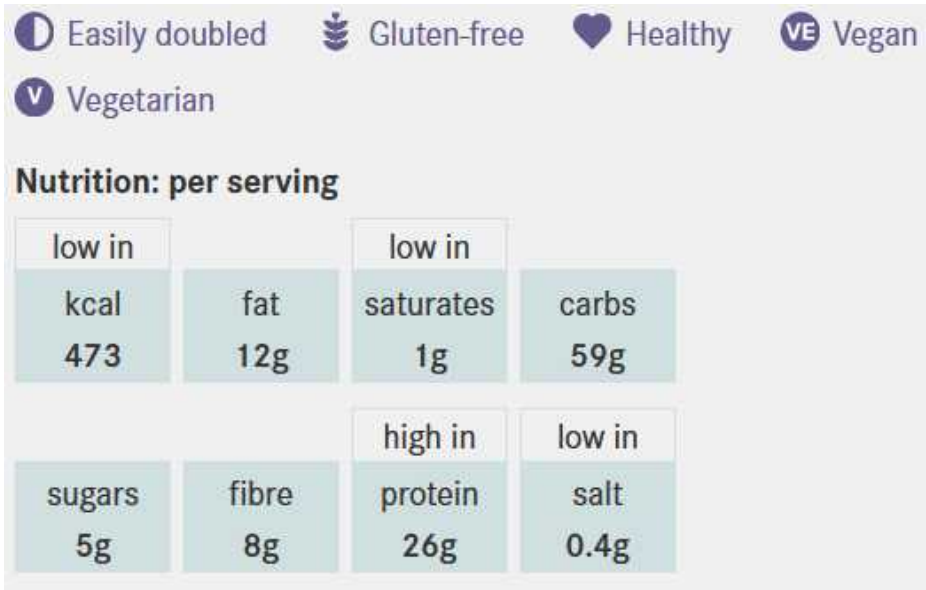 Easily doubled Gluten-free Healthy VE Vegan
V Vegetarian
Nutrition: per serving
low in low in
kcal fat saturates carbs
473 12g 1g 59g
high in low in
sugars fibre protein salt
5g 8g 26g 0.4g